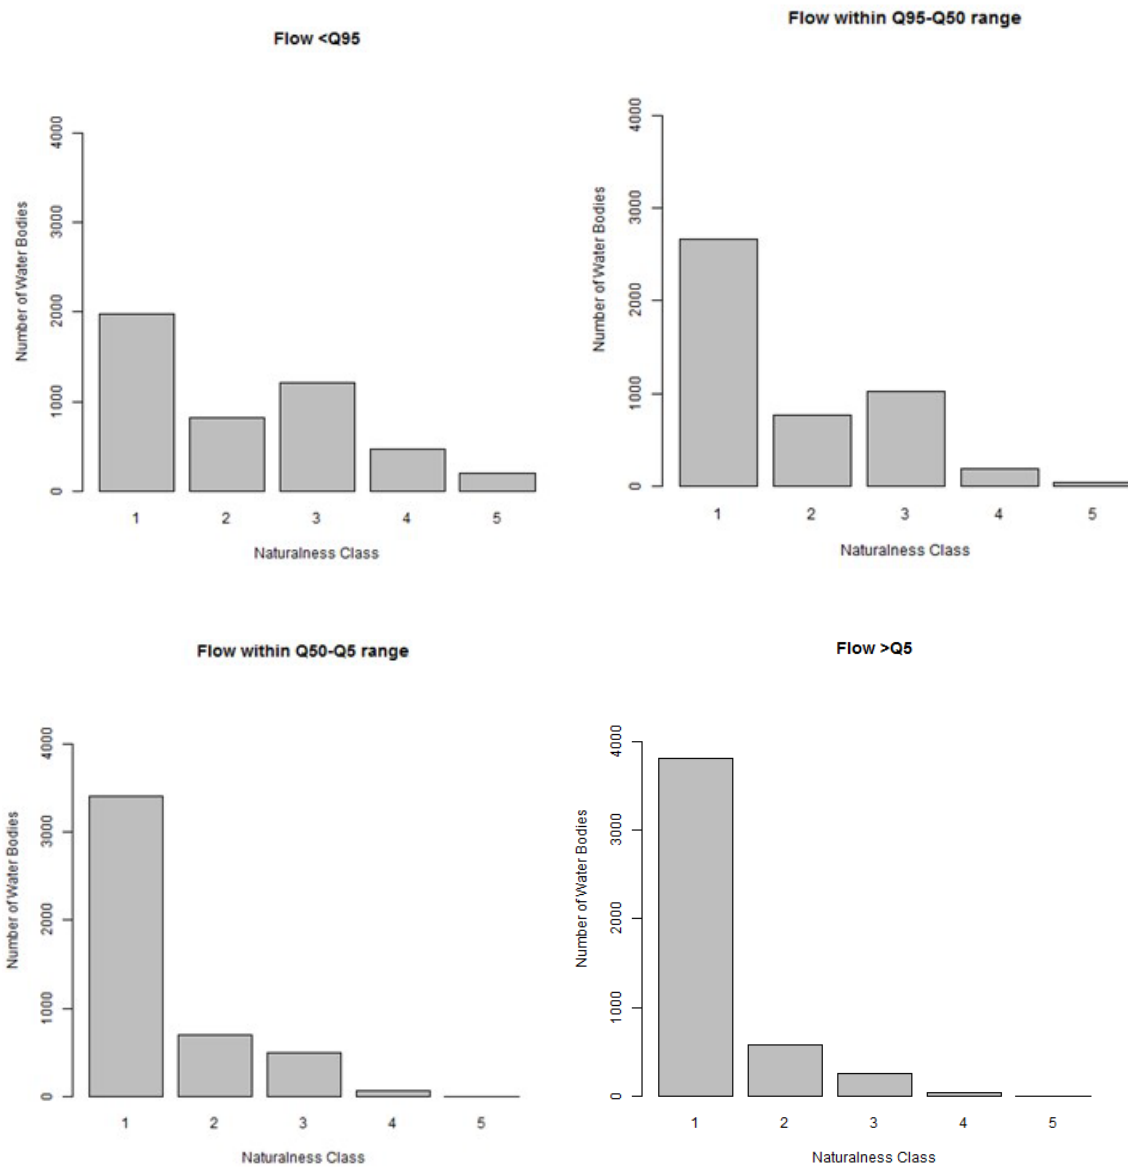 Flow <Q95
Number of Water Bodies
4000
3000
2000
1000
0
1 2 3 4 5
Naturalness Class
Flow within Q95-Q50 range
Number of Water Bodies
4000
3000
2000
1000
0
1 2 3 4 5
Naturalness Class
Flow within Q50-Q5 range
Number of Water Bodies
4000
3000
2000
1000
0
1 2 3 4 5
Naturalness Class
Flow >Q5
Number of Water Bodies
4000
3000
2000
1000
0
1 2 3 4 5
Naturalness Class